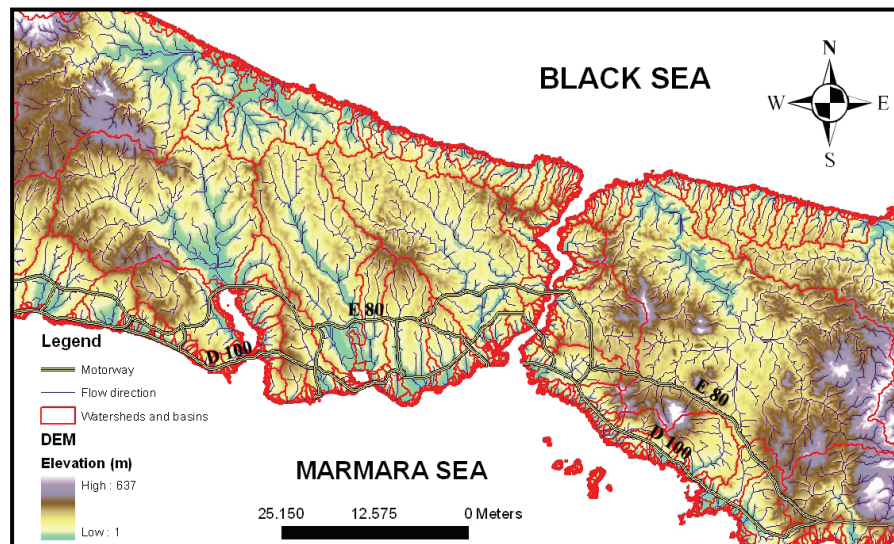 BLACK SEA
N
W E
S
E 80
D 100
E 80
D 100
Legend
Motorway
Flow direction
Watersheds and basins
DEM
Elevation (m)
High : 637
Low : 1
MARMARA SEA
25.150 12.575 0 Meters